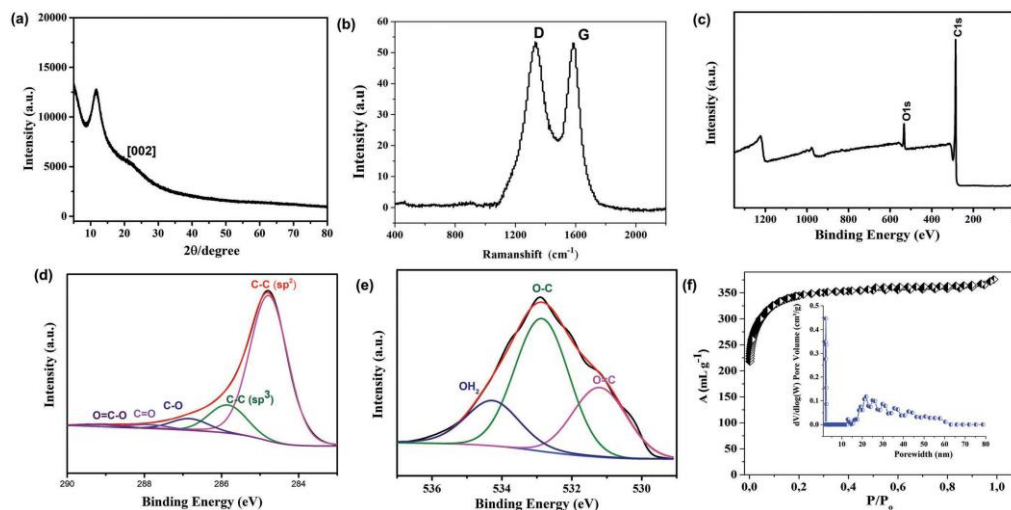 (a)
20000
15000
10000
5000
0
Intensity (a.u.)
[002]
10 20 30 40 50 60 70 80
2θ/degree
(b)
60
50
40
30
20
10
0
Intensity (a.u)
D G
400 800 1200 1600 2000
Ramanshift (cm⁻¹)
(c)
Intensity (a.u.)
C1s
O1s
1200 1000 800 600 400 200 0
Binding Energy (eV)
(d)
Intensity (a.u.)
C-C (sp²)
C-C (sp³)
O=C-O C=O C-O
290 288 286 284
Binding Energy (eV)
(e)
Intensity (a.u.)
O-C
OH₂
O=C
536 534 532 530
Binding Energy (eV)
(f)
400
350
300
250
200
150
100
50
0
A (mL g⁻¹)
0.0 0.2 0.4 0.6 0.8 1.0
P/Pₒ
0.5
0.4
0.3
0.2
0.1
0.0
dV/dlog(W) Pore Volume (cm³/g)
10 20 30 40 50 60 70 80
Porewidth (nm)